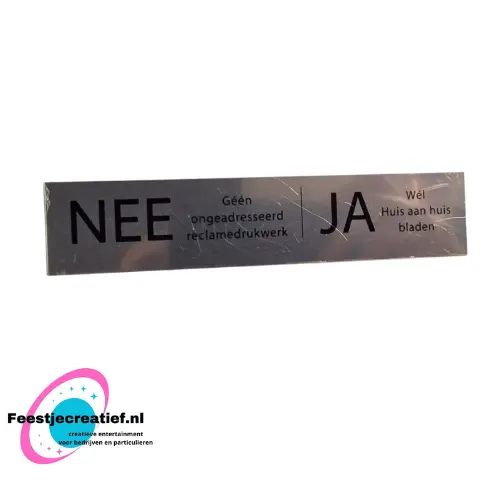 NEE
Géén
ongeadresseerd
reclamedrukwerk
JA
Wél
Huis aan huis
bladen
Feestjecreatief.nl
creatieve entertainment
voor bedrijven en particulieren